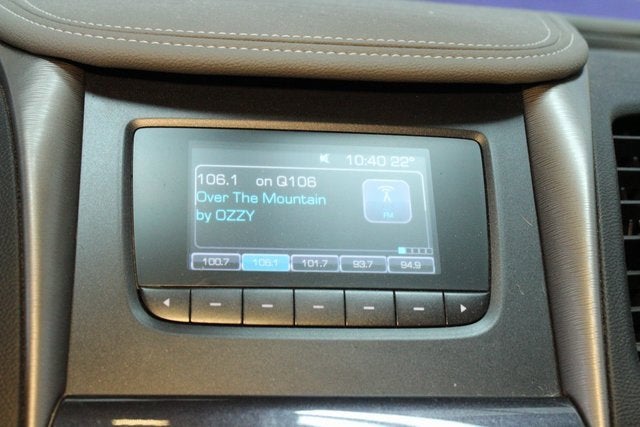 10:40 22°
106.1 on Q106
Over The Mountain
by OZZY
FM
100.7 106.1 101.7 93.7 94.9